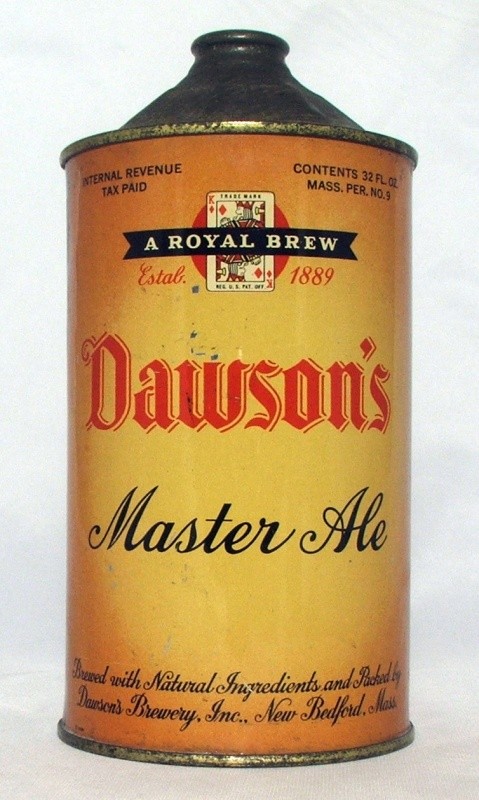 INTERNAL REVENUE
TAX PAID
CONTENTS 32 FL. OZ.
MASS. PER. NO. 9
TRADE MARK
K
A ROYAL BREW
K
REG. U. S. PAT. OFF.
Estab. 1889
Dawson's
Master Ale
Brewed with Natural Ingredients and Packed by
Dawson's Brewery, Inc., New Bedford, Mass.